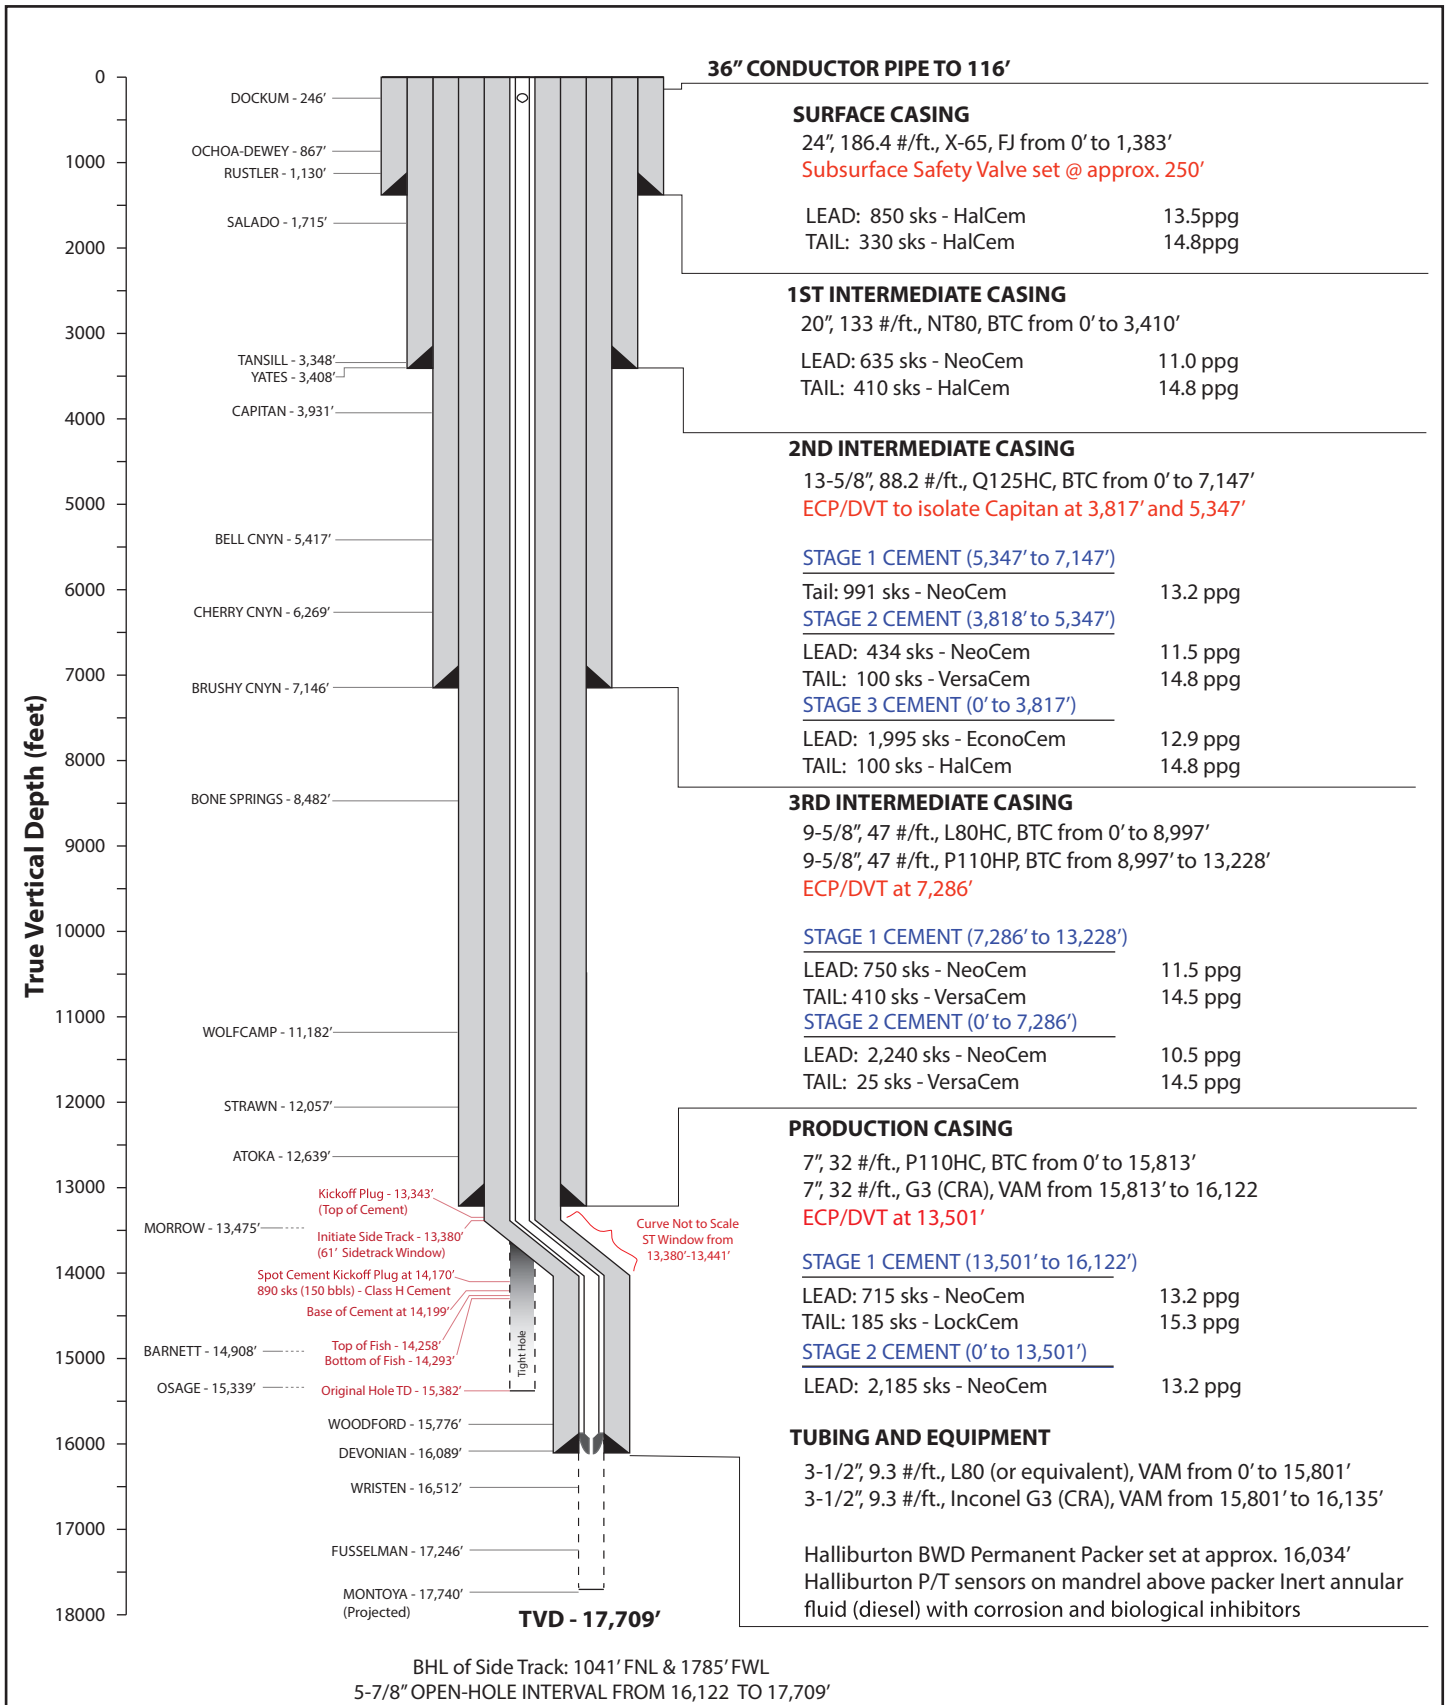 36" CONDUCTOR PIPE TO 116'
SURFACE CASING
24", 186.4 #/ft., X-65, FJ from 0' to 1,383'
Subsurface Safety Valve set @ approx. 250'
LEAD: 850 sks - HalCem 13.5ppg
TAIL: 330 sks - HalCem 14.8ppg
1ST INTERMEDIATE CASING
20", 133 #/ft., NT80, BTC from 0' to 3,410'
LEAD: 635 sks - NeoCem 11.0 ppg
TAIL: 410 sks - HalCem 14.8 ppg
2ND INTERMEDIATE CASING
13-5/8", 88.2 #/ft., Q125HC, BTC from 0' to 7,147'
ECP/DVT to isolate Capitan at 3,817' and 5,347'
STAGE 1 CEMENT (5,347' to 7,147')
Tail: 991 sks - NeoCem 13.2 ppg
STAGE 2 CEMENT (3,818' to 5,347')
LEAD: 434 sks - NeoCem 11.5 ppg
TAIL: 100 sks - VersaCem 14.8 ppg
STAGE 3 CEMENT (0' to 3,817')
LEAD: 1,995 sks - EconoCem 12.9 ppg
TAIL: 100 sks - HalCem 14.8 ppg
3RD INTERMEDIATE CASING
9-5/8", 47 #/ft., L80HC, BTC from 0' to 8,997'
9-5/8", 47 #/ft., P110HP, BTC from 8,997' to 13,228'
ECP/DVT at 7,286'
STAGE 1 CEMENT (7,286' to 13,228')
LEAD: 750 sks - NeoCem 11.5 ppg
TAIL: 410 sks - VersaCem 14.5 ppg
STAGE 2 CEMENT (0' to 7,286')
LEAD: 2,240 sks - NeoCem 10.5 ppg
TAIL: 25 sks - VersaCem 14.5 ppg
PRODUCTION CASING
7", 32 #/ft., P110HC, BTC from 0' to 15,813'
7", 32 #/ft., G3 (CRA), VAM from 15,813' to 16,122
ECP/DVT at 13,501'
STAGE 1 CEMENT (13,501' to 16,122')
LEAD: 715 sks - NeoCem 13.2 ppg
TAIL: 185 sks - LockCem 15.3 ppg
STAGE 2 CEMENT (0' to 13,501')
LEAD: 2,185 sks - NeoCem 13.2 ppg
TUBING AND EQUIPMENT
3-1/2", 9.3 #/ft., L80 (or equivalent), VAM from 0' to 15,801'
3-1/2", 9.3 #/ft., Inconel G3 (CRA), VAM from 15,801' to 16,135'
Halliburton BWD Permanent Packer set at approx. 16,034'
Halliburton P/T sensors on mandrel above packer Inert annular
fluid (diesel) with corrosion and biological inhibitors
True Vertical Depth (feet)
0
1000
2000
3000
4000
5000
6000
7000
8000
9000
10000
11000
12000
13000
14000
15000
16000
17000
18000
DOCKUM - 246'
OCHOA-DEWEY - 867'
RUSTLER - 1,130'
SALADO - 1,715'
TANSILL - 3,348'
YATES - 3,408'
CAPITAN - 3,931'
BELL CNYN - 5,417'
CHERRY CNYN - 6,269'
BRUSHY CNYN - 7,146'
BONE SPRINGS - 8,482'
WOLFCAMP - 11,182'
STRAWN - 12,057'
ATOKA - 12,639'
Kickoff Plug - 13,343'
(Top of Cement)
MORROW - 13,475'
Initiate Side Track - 13,380'
(61' Sidetrack Window)
Curve Not to Scale
ST Window from
13,380'-13,441'
Spot Cement Kickoff Plug at 14,170'
890 sks (150 bbls) - Class H Cement
Base of Cement at 14,199'
Top of Fish - 14,258'
Bottom of Fish - 14,293'
Tight Hole
BARNETT - 14,908'
OSAGE - 15,339'
Original Hole TD - 15,382'
WOODFORD - 15,776'
DEVONIAN - 16,089'
WRISTEN - 16,512'
FUSSELMAN - 17,246'
MONTOYA - 17,740'
(Projected)
TVD - 17,709'
BHL of Side Track: 1041' FNL & 1785' FWL
5-7/8" OPEN-HOLE INTERVAL FROM 16,122 TO 17,709'